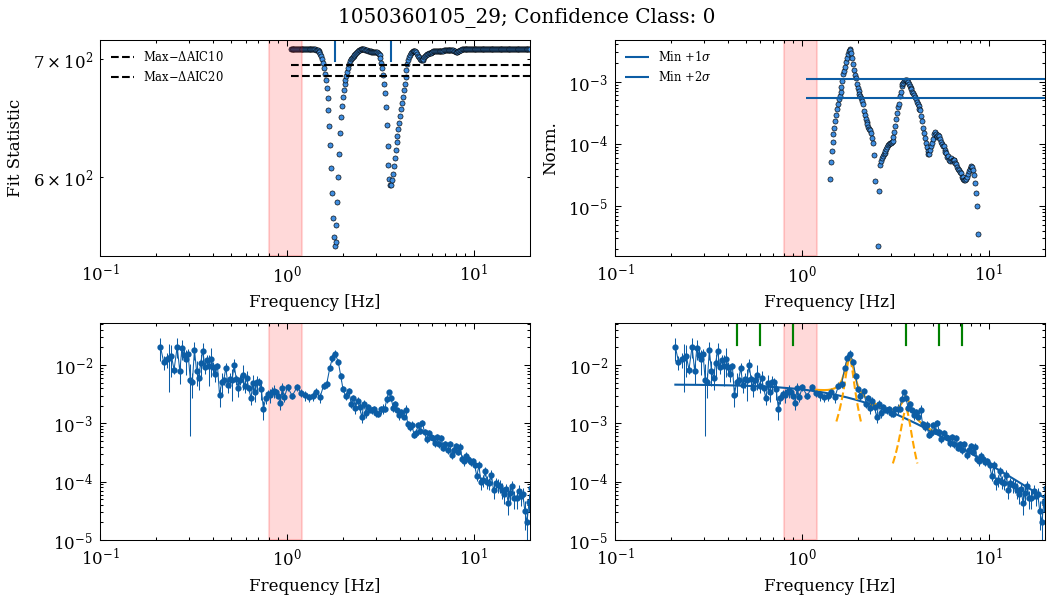 1050360105_29; Confidence Class: 0
Fit Statistic
7 × 10²
6 × 10²
Max−ΔAIC10
Max−ΔAIC20
10⁻¹ 10⁰ 10¹
Frequency [Hz]
Norm.
10⁻³
10⁻⁴
10⁻⁵
Min +1σ
Min +2σ
10⁻¹ 10⁰ 10¹
Frequency [Hz]
10⁻²
10⁻³
10⁻⁴
10⁻⁵
10⁻¹ 10⁰ 10¹
Frequency [Hz]
10⁻²
10⁻³
10⁻⁴
10⁻⁵
10⁻¹ 10⁰ 10¹
Frequency [Hz]